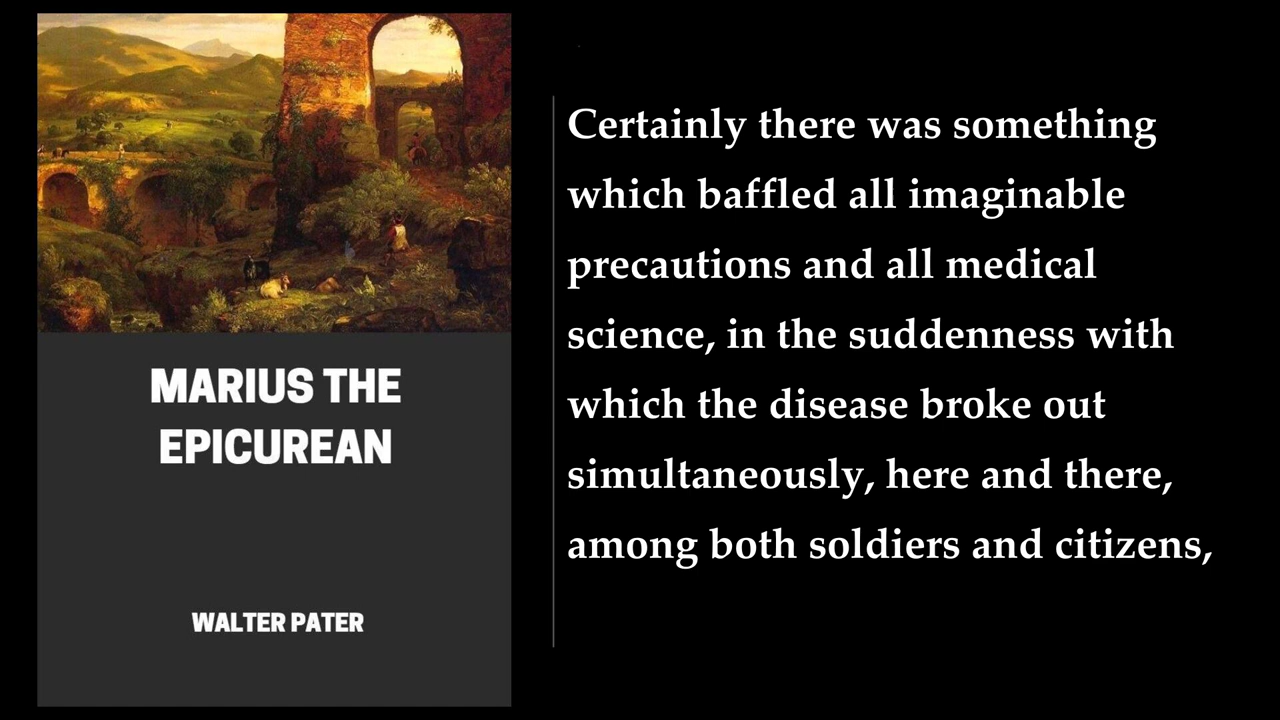 MARIUS THE
EPICUREAN
WALTER PATER
Certainly there was something
which baffled all imaginable
precautions and all medical
science, in the suddenness with
which the disease broke out
simultaneously, here and there,
among both soldiers and citizens,